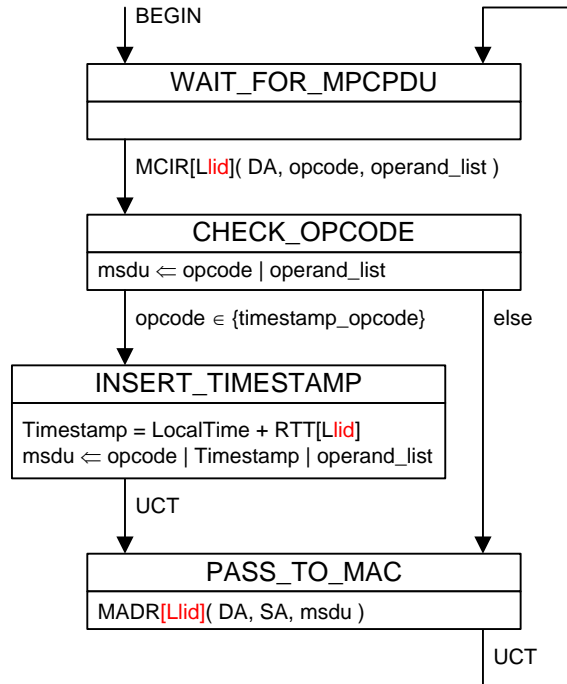 BEGIN
WAIT_FOR_MPCPDU
MCIR[Llid]( DA, opcode, operand_list )
CHECK_OPCODE
msdu ⇐ opcode | operand_list
opcode ∈ {timestamp_opcode}
else
INSERT_TIMESTAMP
Timestamp = LocalTime + RTT[Llid]
msdu ⇐ opcode | Timestamp | operand_list
UCT
PASS_TO_MAC
MADR[Llid]( DA, SA, msdu )
UCT